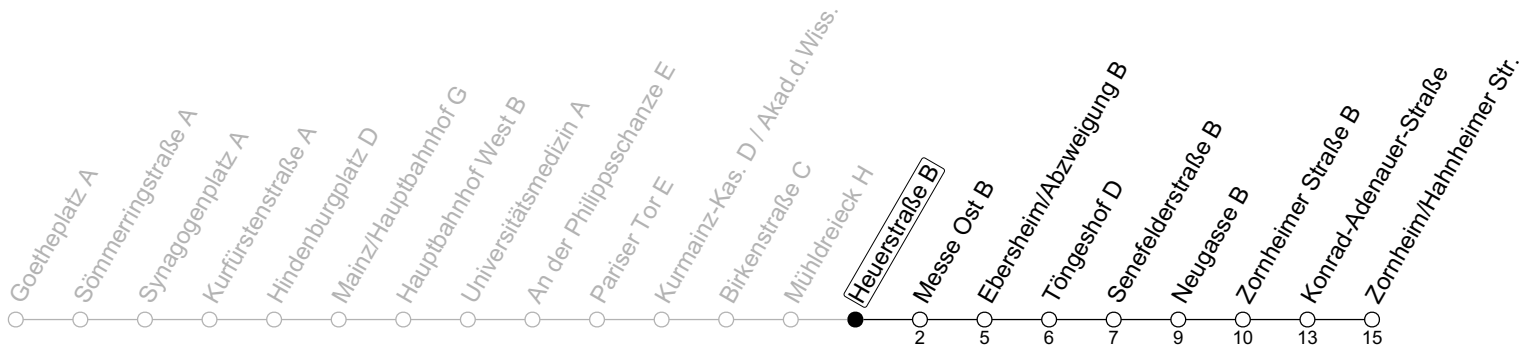 Goetheplatz A
Sömmerringstraße A
Synagogenplatz A
Kurfürstenstraße A
Hindenburgplatz D
Mainz/Hauptbahnhof G
Hauptbahnhof West B
Universitätsmedizin A
An der Philippsschanze E
Pariser Tor E
Kurmainz-Kas. D / Akad.d.Wiss.
Birkenstraße C
Mühldreieck H
Heuerstraße B
Messe Ost B
Ebersheim/Abzweigung B
Töngeshof D
Senefelderstraße B
Neugasse B
Zornheimer Straße B
Konrad-Adenauer-Straße
Zornheim/Hahnheimer Str.
2 5 6 7 9 10 13 15